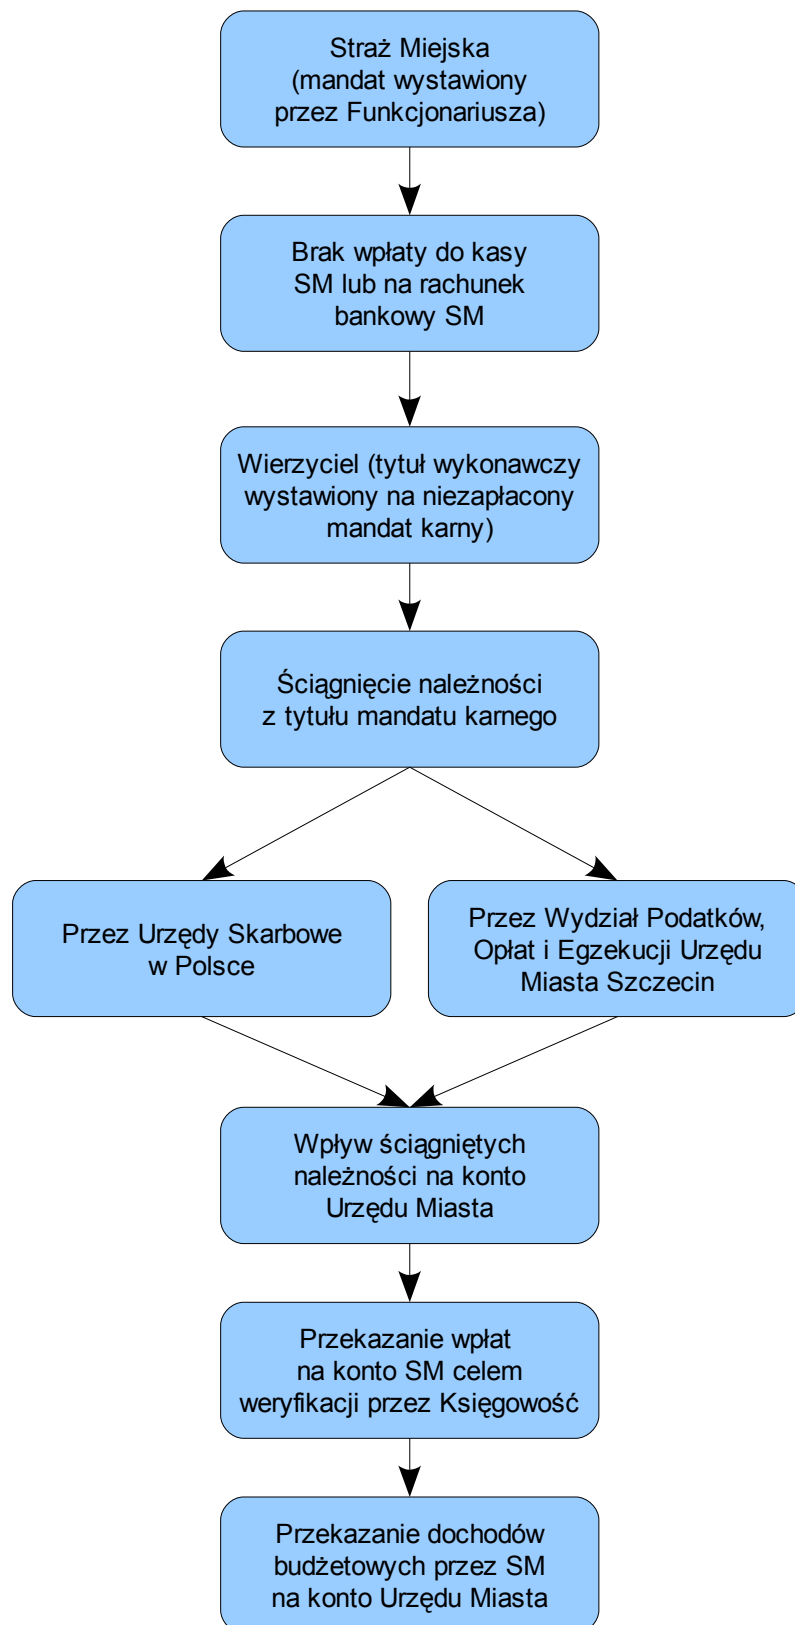 Straż Miejska
(mandat wystawiony
przez Funkcjonariusza)
Brak wpłaty do kasy
SM lub na rachunek
bankowy SM
Wierzyciel (tytuł wykonawczy
wystawiony na niezapłacony
mandat karny)
Ściągnięcie należności
z tytułu mandatu karnego
Przez Urzędy Skarbowe
w Polsce
Przez Wydział Podatków,
Opłat i Egzekucji Urzędu
Miasta Szczecin
Wpływ ściągniętych
należności na konto
Urzędu Miasta
Przekazanie wpłat
na konto SM celem
weryfikacji przez Księgowość
Przekazanie dochodów
budżetowych przez SM
na konto Urzędu Miasta